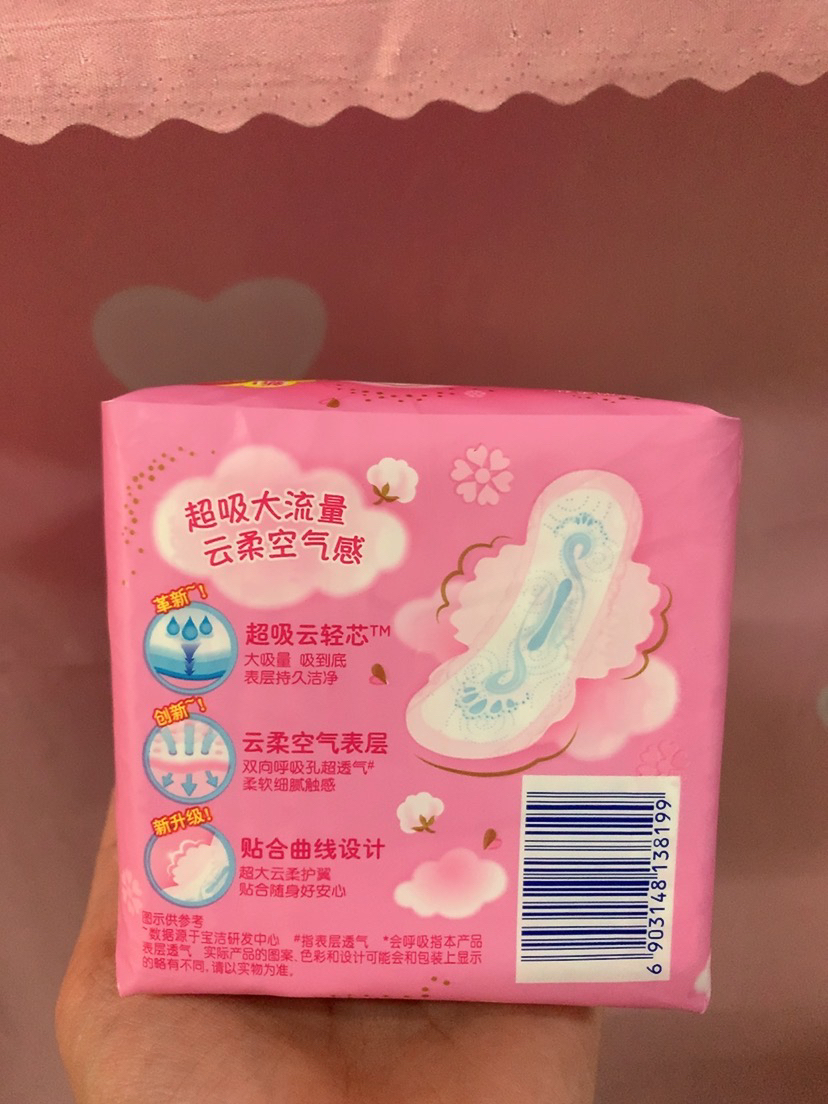 超吸大流量
云柔空气感
革新~!
超吸云轻芯™
大吸量 吸到底
表层持久洁净
创新~!
云柔空气表层
双向呼吸孔超透气#
柔软细腻触感
新升级!
贴合曲线设计
超大云柔护翼
贴合随身好安心
图示供参考
~数据源于宝洁研发中心 #指表层透气 *会呼吸指本产品
表层透气 实际产品的图案、色彩和设计可能会和包装上显示
的略有不同,请以实物为准。
6 903148 138199